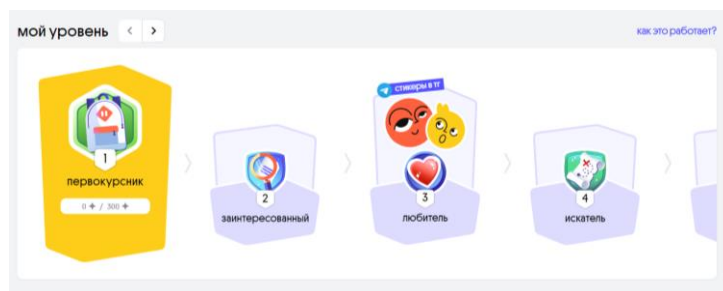 мой уровень
как это работает?
1
первокурсник
0 / 300
2
заинтересованный
стикеры в тг
3
любитель
4
искатель